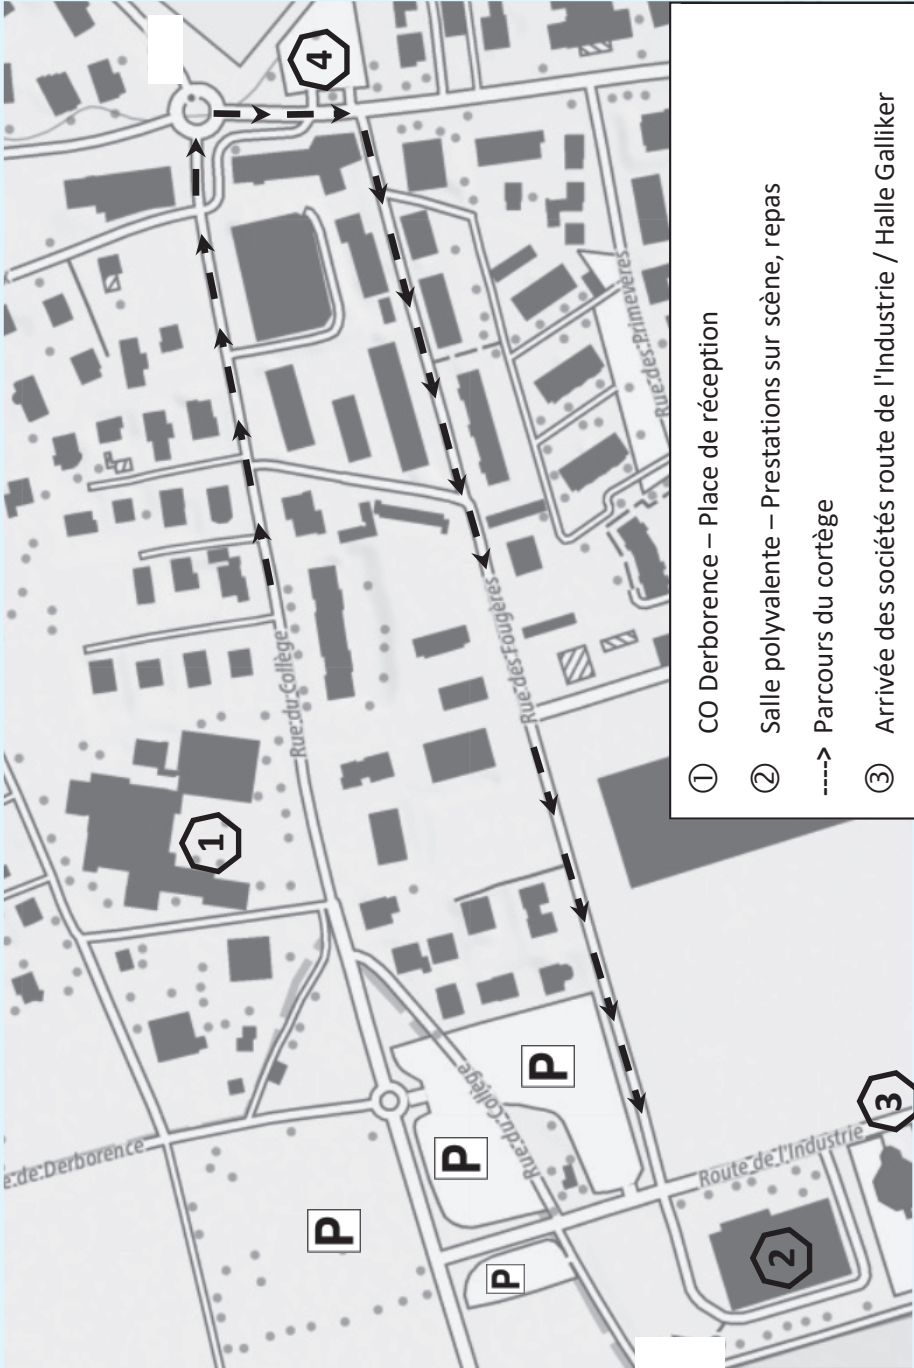 4
Rue des Primevères
Rue du Collège
Rue des Fougères
1
e de Derborence
Rue du Collège
P
P
P
P
Route de l'Industrie
3
2
① CO Derborence – Place de réception
② Salle polyvalente – Prestations sur scène, repas
----> Parcours du cortège
③ Arrivée des sociétés route de l'Industrie / Halle Galliker